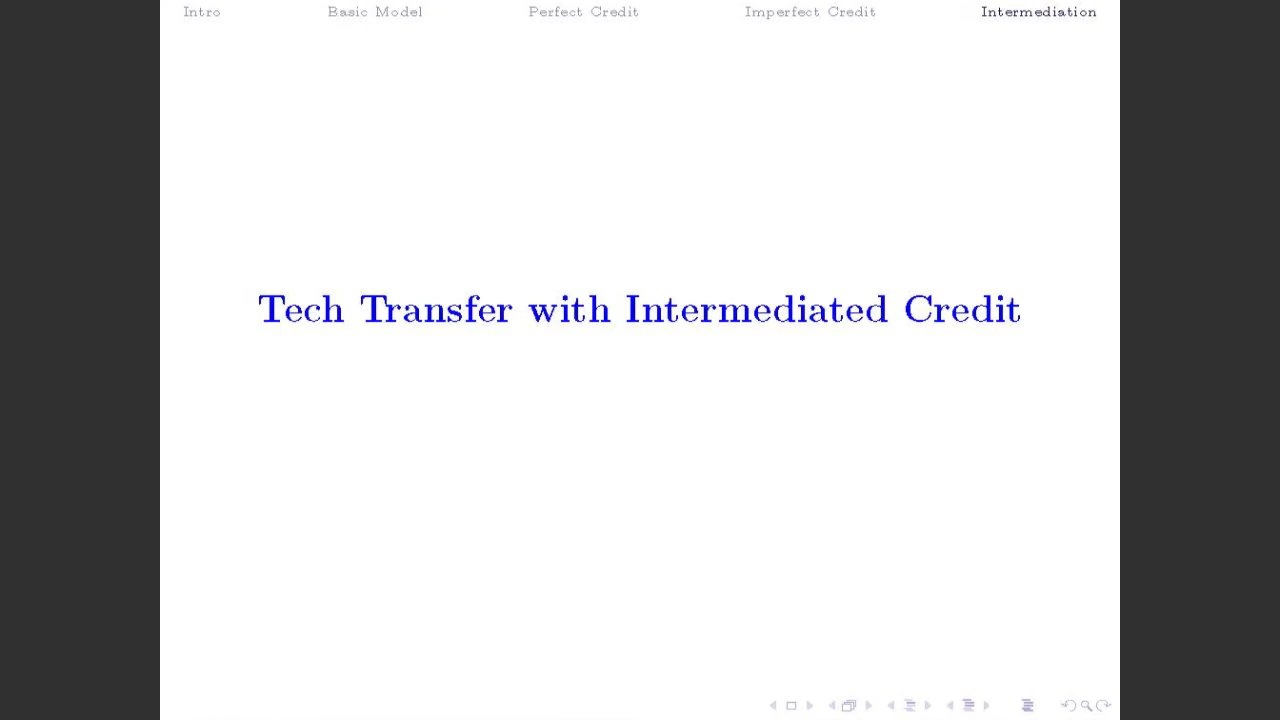 Intro Basic Model Perfect Credit Imperfect Credit Intermediation
Tech Transfer with Intermediated Credit